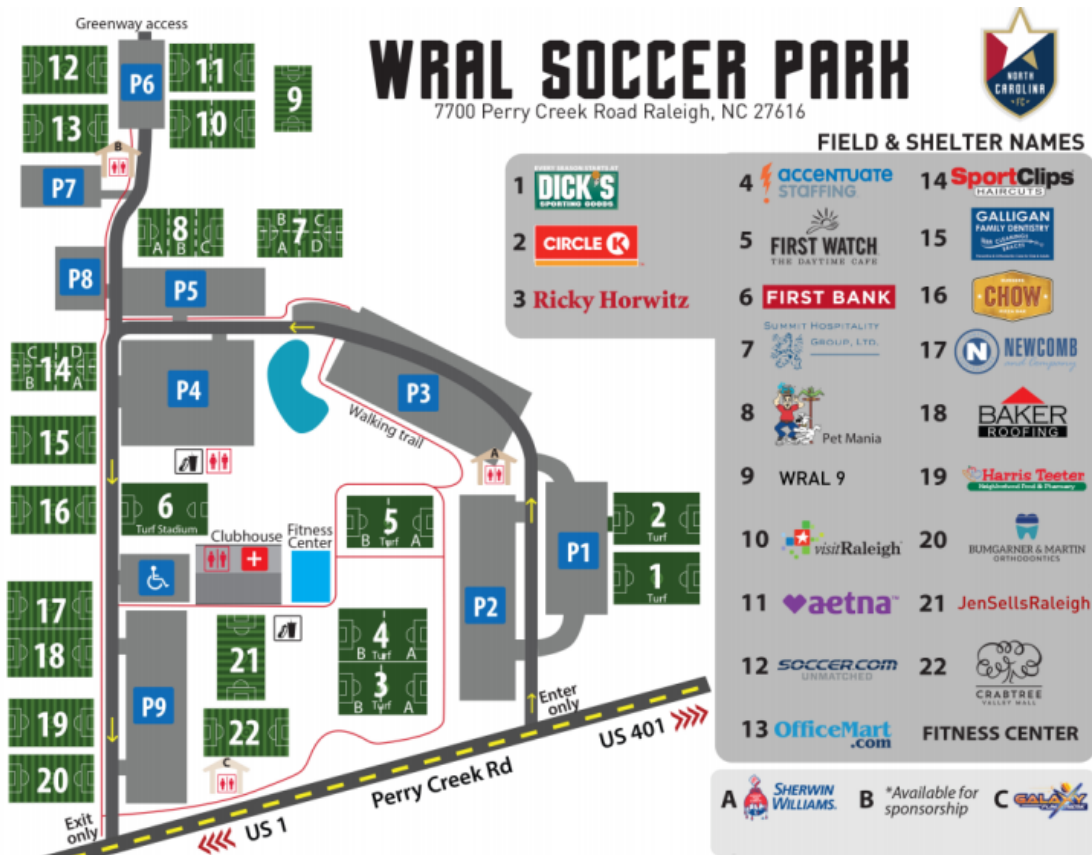 Greenway access
WRAL SOCCER PARK
7700 Perry Creek Road Raleigh, NC 27616
NORTH
CAROLINA
FC
12
11
9
P6
13
10
B
P7
8
A B C
B C
7
A D
P8
P5
C D
14
B A
P4
P3
Walking trail
15
A
16
6
Turf Stadium
5
B Turf A
2
Turf
Clubhouse
Fitness
Center
P1
1
Turf
17
P2
18
21
4
B Turf A
3
B Turf A
P9
19
22
Enter
only
20
C
Exit
only
Perry Creek Rd
US 401
US 1
FIELD & SHELTER NAMES
1 EVERY SEASON STARTS AT
DICK'S
SPORTING GOODS
2 CIRCLE K
3 Ricky Horwitz
4 accentuate
STAFFING
5 FIRST WATCH
THE DAYTIME CAFE
6 FIRST BANK
7 SUMMIT HOSPITALITY
GROUP, LTD.
8 Pet Mania
9 WRAL 9
10 visitRaleigh
11 aetna™
12 SOCCER.COM
UNMATCHED
13 OfficeMart
.com
14 SportClips
HAIRCUTS
15 GALLIGAN
FAMILY DENTISTRY
16 CHOW
17 N NEWCOMB
and Company
18 BAKER
ROOFING
19 Harris Teeter
Neighborhood Food & Pharmacy
20 BUMGARNER & MARTIN
ORTHODONTICS
21 JenSellsRaleigh
22 CRABTREE
VALLEY MALL
FITNESS CENTER
A SHERWIN
WILLIAMS.
B *Available for
sponsorship
C GALAXY